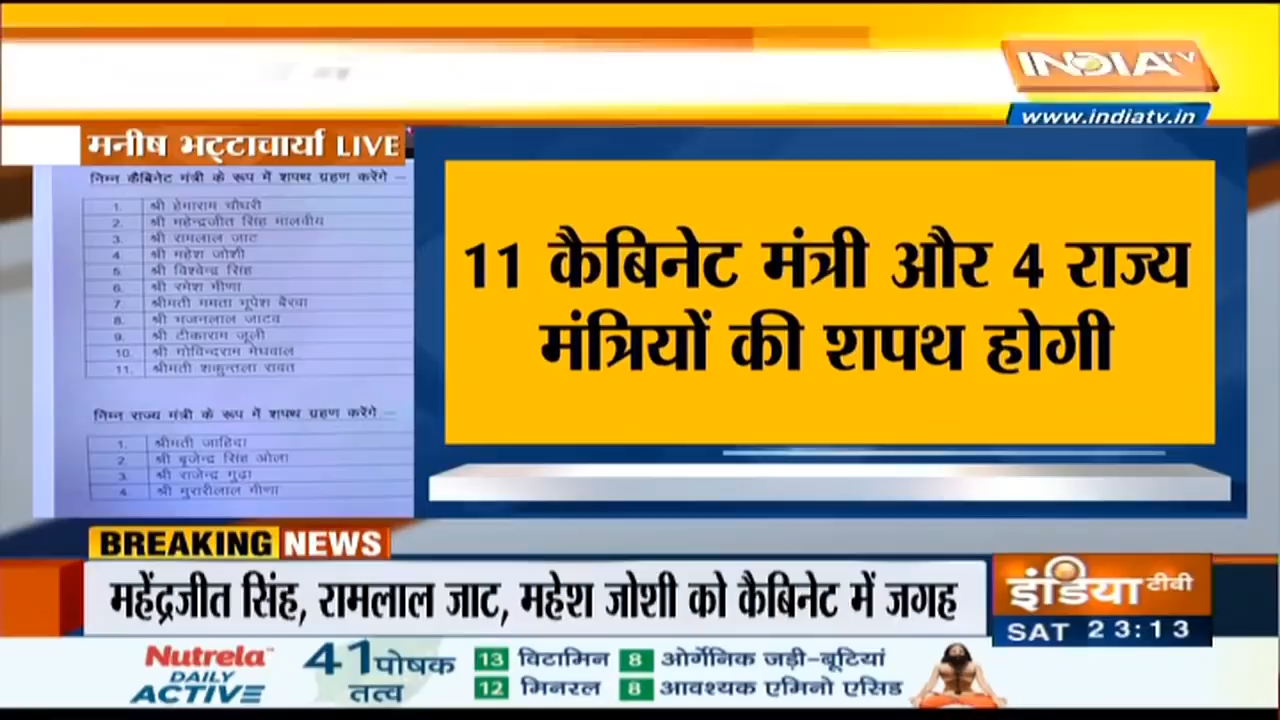 INDIA TV
www.indiatv.in
मनीष भट्टाचार्या LIVE
निम्न कैबिनेट मंत्री के रूप में शपथ ग्रहण करेंगे –
1. श्री हेमाराम चौधरी
2. श्री महेन्द्रजीत सिंह मालवीय
3. श्री रामलाल जाट
4. श्री महेश जोशी
5. श्री विश्वेन्द्र सिंह
6. श्री रमेश मीणा
7. श्रीमती ममता भूपेश बैरवा
8. श्री भजनलाल जाटव
9. श्री टीकाराम जूली
10. श्री गोविन्दराम मेघवाल
11. श्रीमती शकुन्तला रावत
निम्न राज्य मंत्री के रूप में शपथ ग्रहण करेंगे –
1. श्रीमती जाहिदा
2. श्री बृजेन्द्र सिंह ओला
3. श्री राजेन्द्र गुढ़ा
4. श्री मुरारीलाल मीणा
11 कैबिनेट मंत्री और 4 राज्य
मंत्रियों की शपथ होगी
BREAKING NEWS
महेंद्रजीत सिंह, रामलाल जाट, महेश जोशी को कैबिनेट में जगह
इंडिया टीवी
SAT 23:13
Nutrela
DAILY
ACTIVE
41 पोषक
तत्व
13 विटामिन 8 ओर्गेनिक जड़ी-बूटियां
12 मिनरल 8 आवश्यक एमिनो एसिड